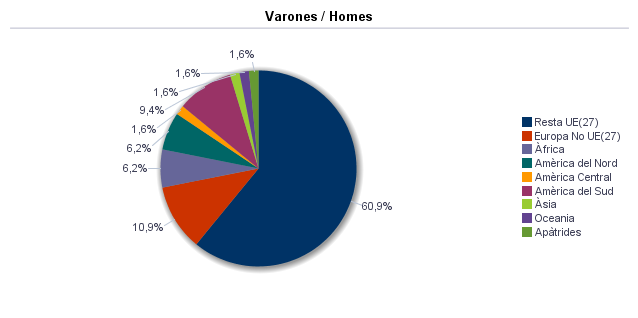 Varones / Homes
1,6%
1,6%
1,6%
9,4%
1,6%
6,2%
6,2%
10,9%
60,9%
Resta UE(27)
Europa No UE(27)
Àfrica
Amèrica del Nord
Amèrica Central
Amèrica del Sud
Àsia
Oceania
Apàtrides